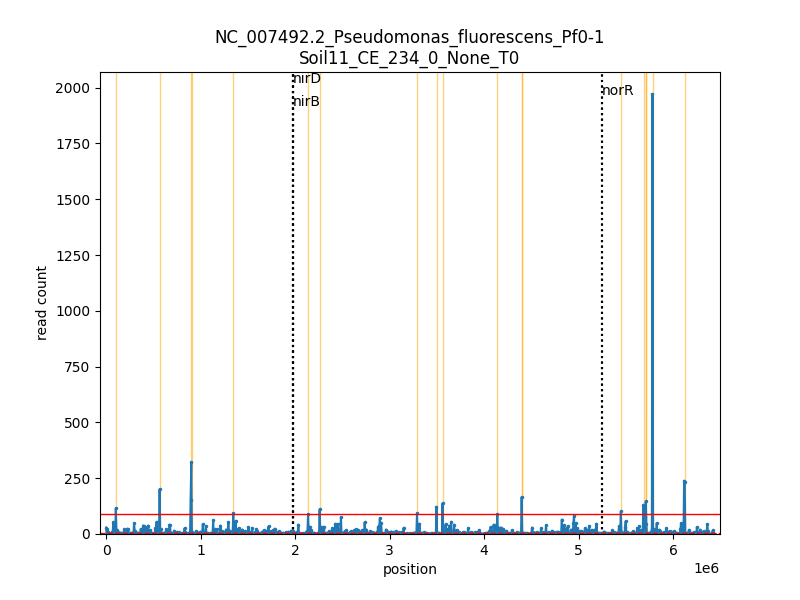 NC_007492.2_Pseudomonas_fluorescens_Pf0-1
Soil11_CE_234_0_None_T0
nirD
nirB
norR
2000
1750
1500
1250
1000
750
500
250
0
read count
0 1 2 3 4 5 6
1e6
position